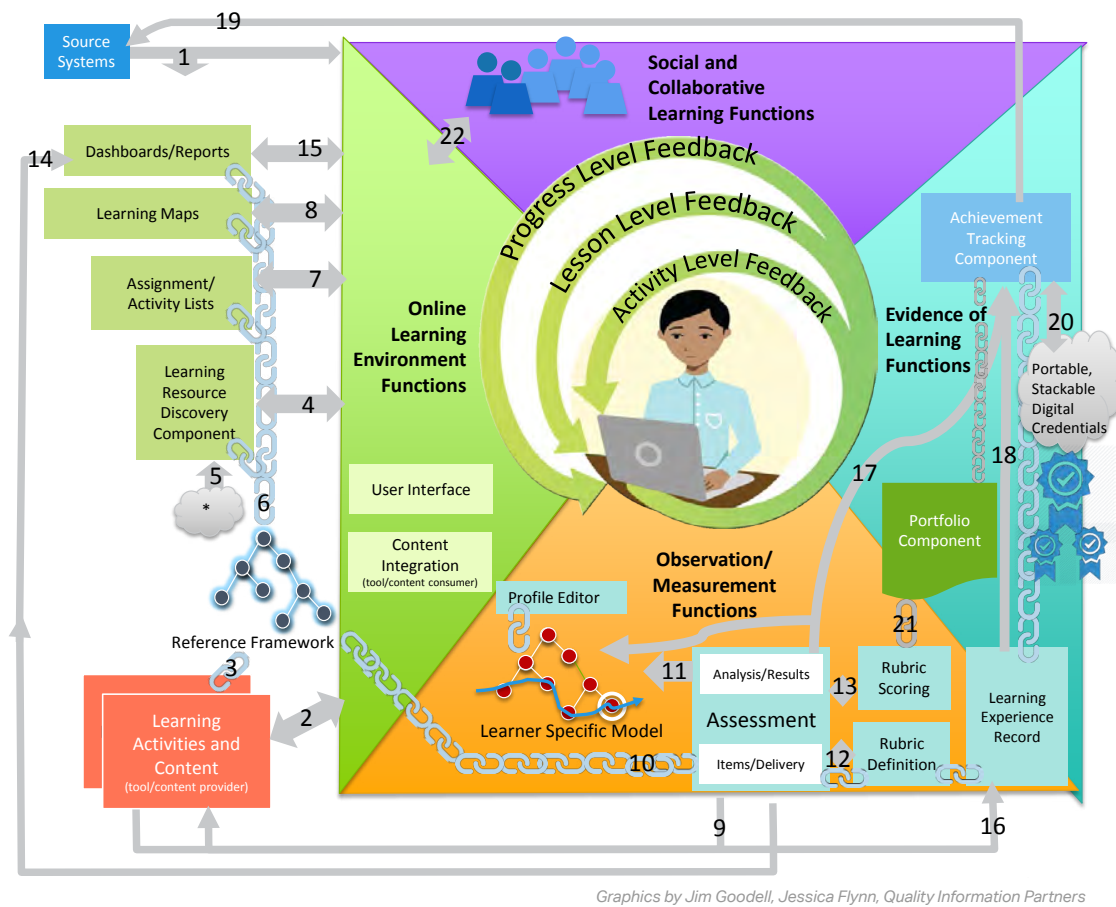 19
Source
Systems
1
Social and
Collaborative
Learning Functions
22
14
Dashboards/Reports
15
Progress Level Feedback
Lesson Level Feedback
Activity Level Feedback
Learning Maps
8
Achievement
Tracking
Component
7
Assignment/
Activity Lists
Online
Learning
Environment
Functions
Evidence of
Learning
Functions
20
Portable,
Stackable
Digital
Credentials
Learning
Resource
Discovery
Component
4
18
17
5
*
6
User Interface
Content
Integration
(tool/content consumer)
Portfolio
Component
Observation/
Measurement
Functions
Profile Editor
21
Reference Framework
3
11
Analysis/Results
13
Rubric
Scoring
Learning
Experience
Record
2
Learning
Activities and
Content
(tool/content provider)
Learner Specific Model
Assessment
10
Items/Delivery
12
Rubric
Definition
9
16
Graphics by Jim Goodell, Jessica Flynn, Quality Information Partners